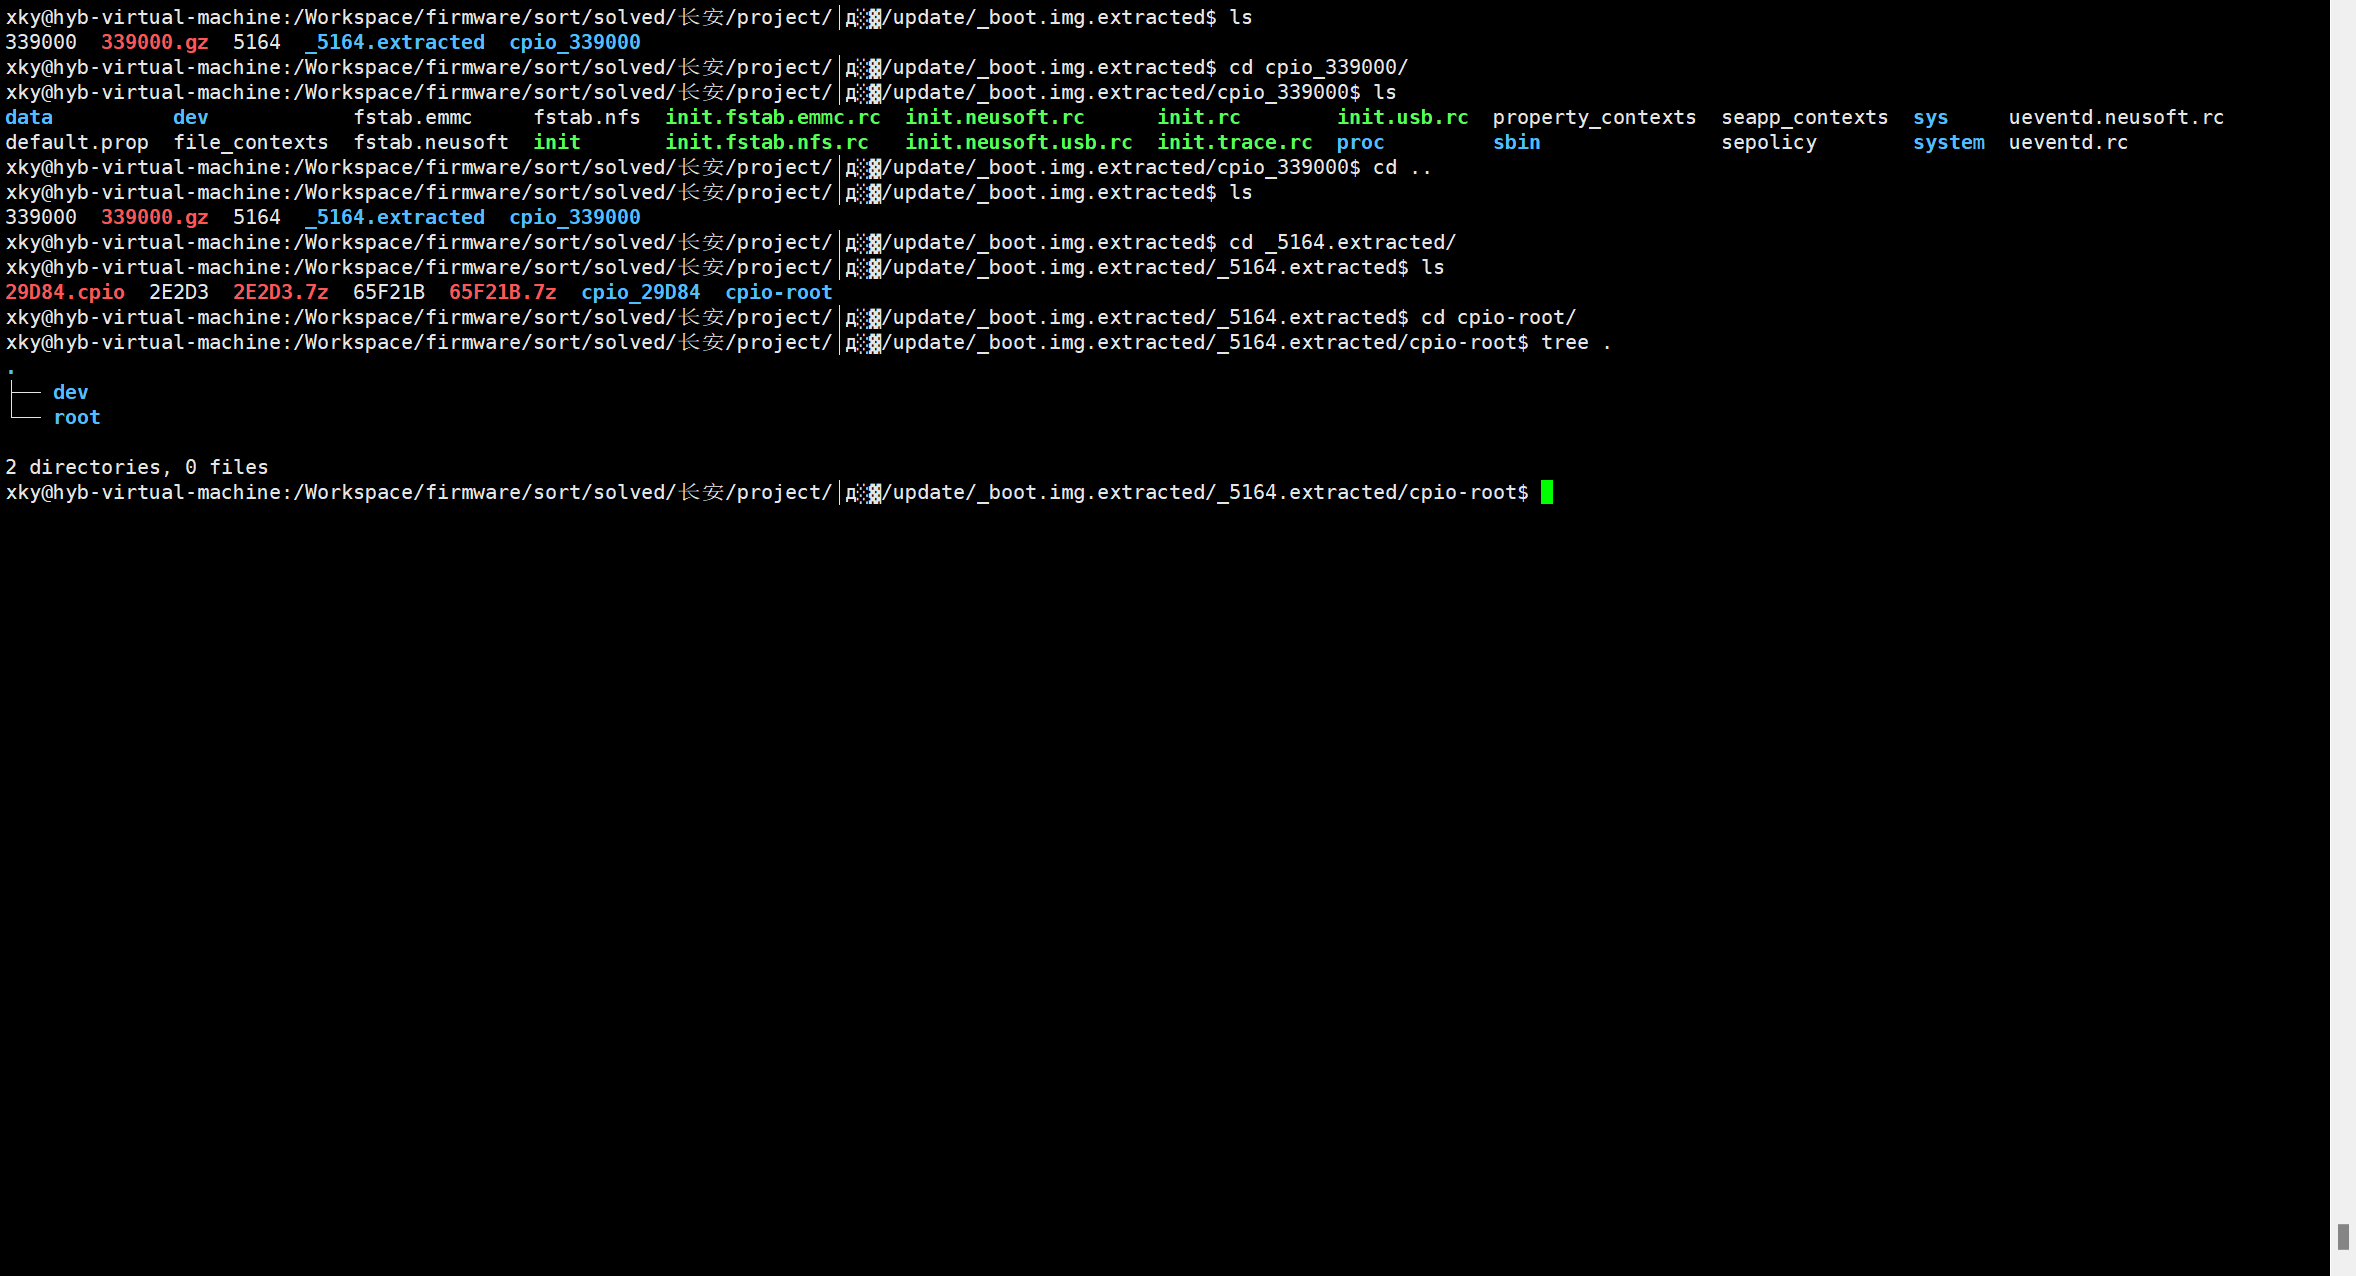 xky@hyb-virtual-machine:/Workspace/firmware/sort/solved/长安/project/│д░▓/update/_boot.img.extracted$ ls
339000  339000.gz  5164  _5164.extracted  cpio_339000
xky@hyb-virtual-machine:/Workspace/firmware/sort/solved/长安/project/│д░▓/update/_boot.img.extracted$ cd cpio_339000/
xky@hyb-virtual-machine:/Workspace/firmware/sort/solved/长安/project/│д░▓/update/_boot.img.extracted/cpio_339000$ ls
data          dev            fstab.emmc     fstab.nfs  init.fstab.emmc.rc  init.neusoft.rc      init.rc        init.usb.rc  property_contexts  seapp_contexts  sys     ueventd.neusoft.rc
default.prop  file_contexts  fstab.neusoft  init       init.fstab.nfs.rc   init.neusoft.usb.rc  init.trace.rc  proc         sbin               sepolicy        system  ueventd.rc
xky@hyb-virtual-machine:/Workspace/firmware/sort/solved/长安/project/│д░▓/update/_boot.img.extracted/cpio_339000$ cd ..
xky@hyb-virtual-machine:/Workspace/firmware/sort/solved/长安/project/│д░▓/update/_boot.img.extracted$ ls
339000  339000.gz  5164  _5164.extracted  cpio_339000
xky@hyb-virtual-machine:/Workspace/firmware/sort/solved/长安/project/│д░▓/update/_boot.img.extracted$ cd _5164.extracted/
xky@hyb-virtual-machine:/Workspace/firmware/sort/solved/长安/project/│д░▓/update/_boot.img.extracted/_5164.extracted$ ls
29D84.cpio  2E2D3  2E2D3.7z  65F21B  65F21B.7z  cpio_29D84  cpio-root
xky@hyb-virtual-machine:/Workspace/firmware/sort/solved/长安/project/│д░▓/update/_boot.img.extracted/_5164.extracted$ cd cpio-root/
xky@hyb-virtual-machine:/Workspace/firmware/sort/solved/长安/project/│д░▓/update/_boot.img.extracted/_5164.extracted/cpio-root$ tree .
.
├── dev
└── root
2 directories, 0 files
xky@hyb-virtual-machine:/Workspace/firmware/sort/solved/长安/project/│д░▓/update/_boot.img.extracted/_5164.extracted/cpio-root$